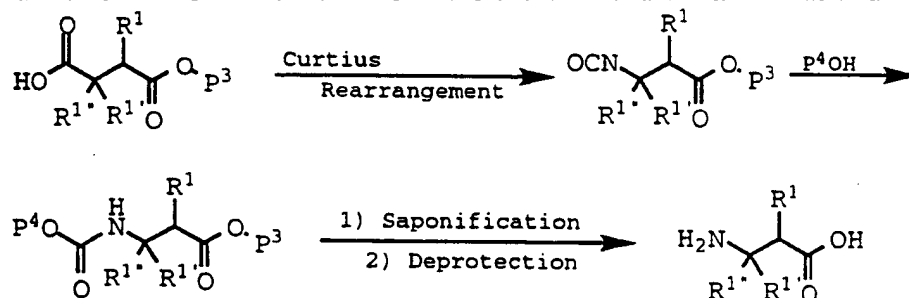 R¹
HO O O P³ Curtius Rearrangement OCN R¹ O P³ P⁴OH
R¹" R¹' O R¹" R¹' O
P⁴O H N R¹ O P³ 1) Saponification H₂N R¹ OH
O R¹" R¹' O 2) Deprotection R¹" R¹' O